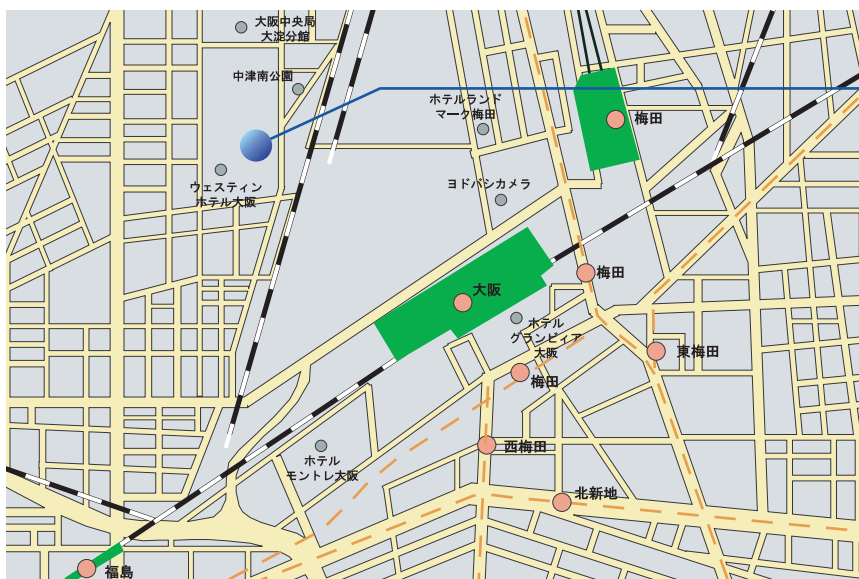 大阪中央局
大淀分館
中津南公園
ホテルランド
マーク梅田
梅田
ウェスティン
ホテル大阪
ヨドバシカメラ
梅田
大阪
ホテル
グランビィア
大阪
東梅田
梅田
西梅田
ホテル
モントレ大阪
北新地
福島